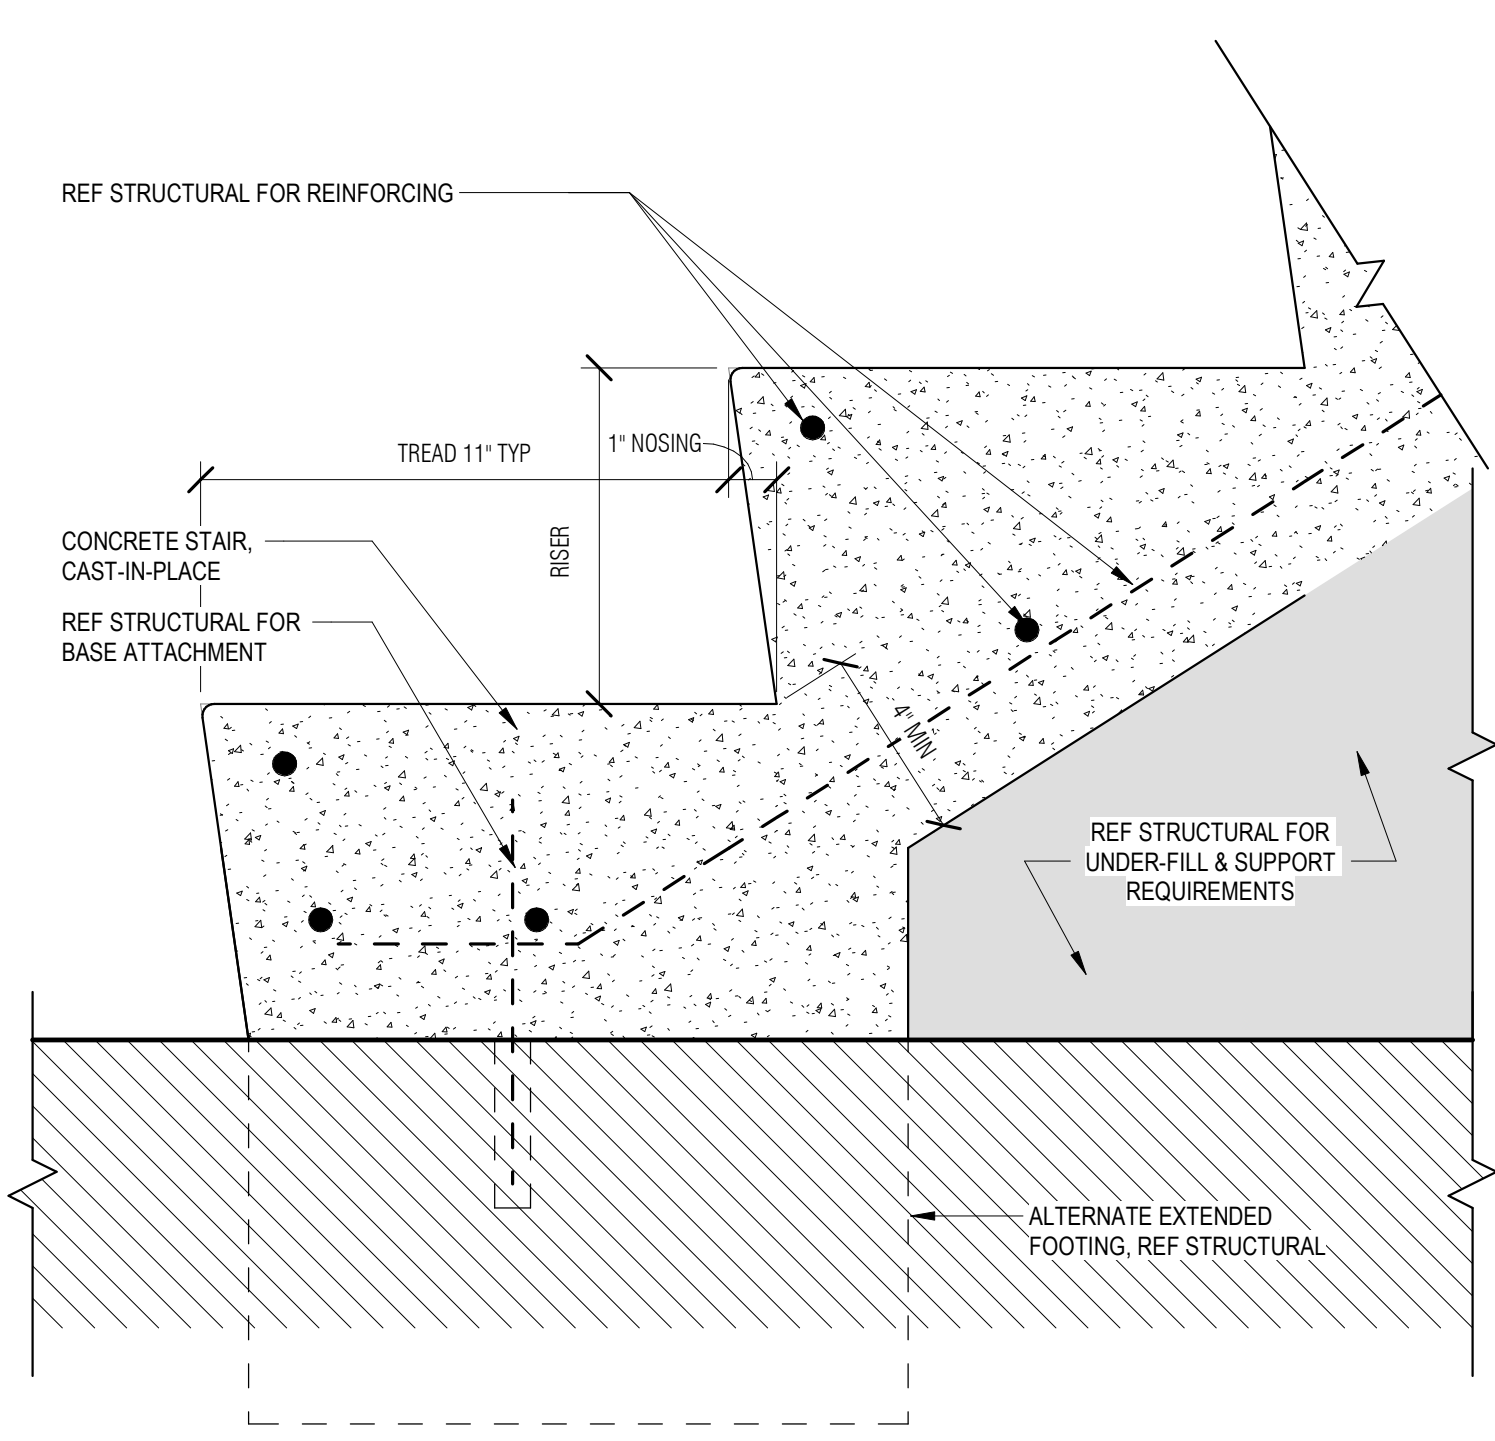 REF STRUCTURAL FOR REINFORCING
TREAD 11" TYP
1" NOSING
RISER
CONCRETE STAIR,
CAST-IN-PLACE
REF STRUCTURAL FOR
BASE ATTACHMENT
4" MIN
REF STRUCTURAL FOR
UNDER-FILL & SUPPORT
REQUIREMENTS
ALTERNATE EXTENDED
FOOTING, REF STRUCTURAL